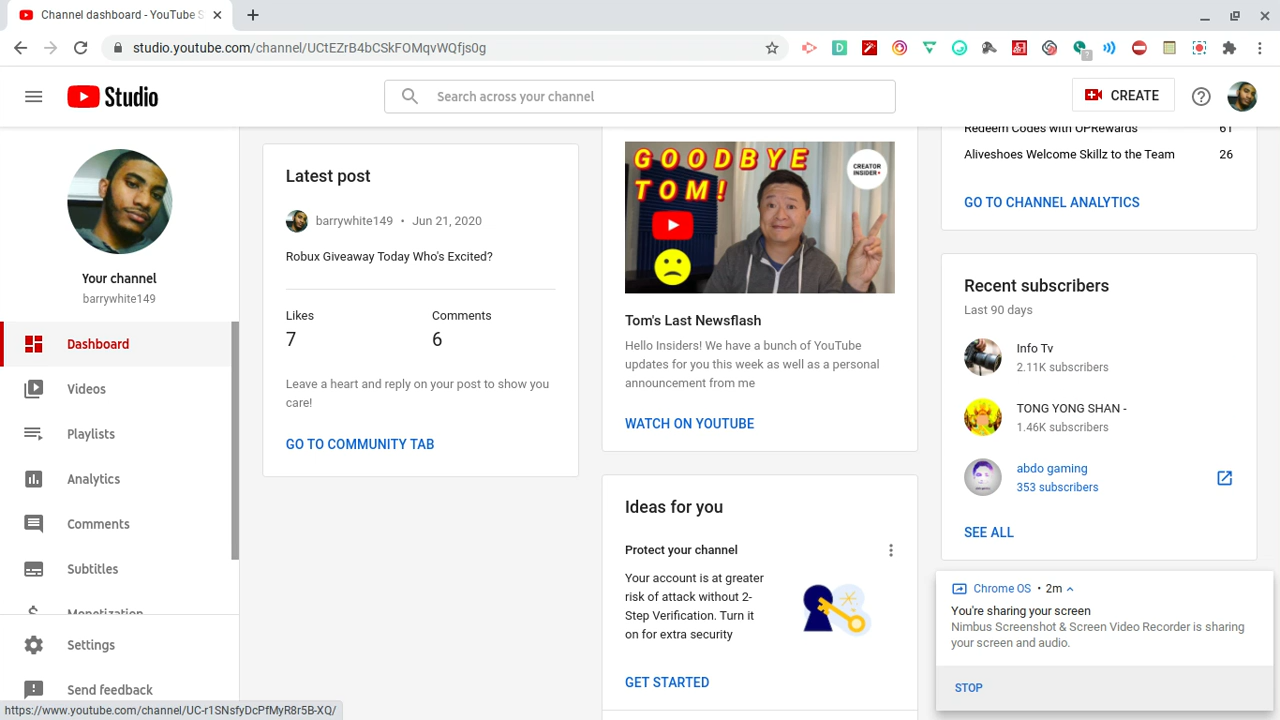 Channel dashboard - YouTube S
studio.youtube.com/channel/UCtEZrB4bCSkFOMqvWQfjs0g
Studio
Search across your channel
CREATE
Your channel
barrywhite149
Dashboard
Videos
Playlists
Analytics
Comments
Subtitles
Monetization
Settings
Send feedback
https://www.youtube.com/channel/UC-r1SNsfyDcPfMyR8r5B-XQ/
Latest post
barrywhite149 • Jun 21, 2020
Robux Giveaway Today Who's Excited?
Likes Comments
7 6
Leave a heart and reply on your post to show you
care!
GO TO COMMUNITY TAB
GOODBYE
TOM!
CREATOR
INSIDER
Tom's Last Newsflash
Hello Insiders! We have a bunch of YouTube
updates for you this week as well as a personal
announcement from me
WATCH ON YOUTUBE
Ideas for you
Protect your channel
Your account is at greater
risk of attack without 2-
Step Verification. Turn it
on for extra security
GET STARTED
Redeem Codes with UPRewards 61
Aliveshoes Welcome Skillz to the Team 26
GO TO CHANNEL ANALYTICS
Recent subscribers
Last 90 days
Info Tv
2.11K subscribers
TONG YONG SHAN -
1.46K subscribers
abdo gaming
353 subscribers
SEE ALL
Chrome OS • 2m
You're sharing your screen
Nimbus Screenshot & Screen Video Recorder is sharing
your screen and audio.
STOP